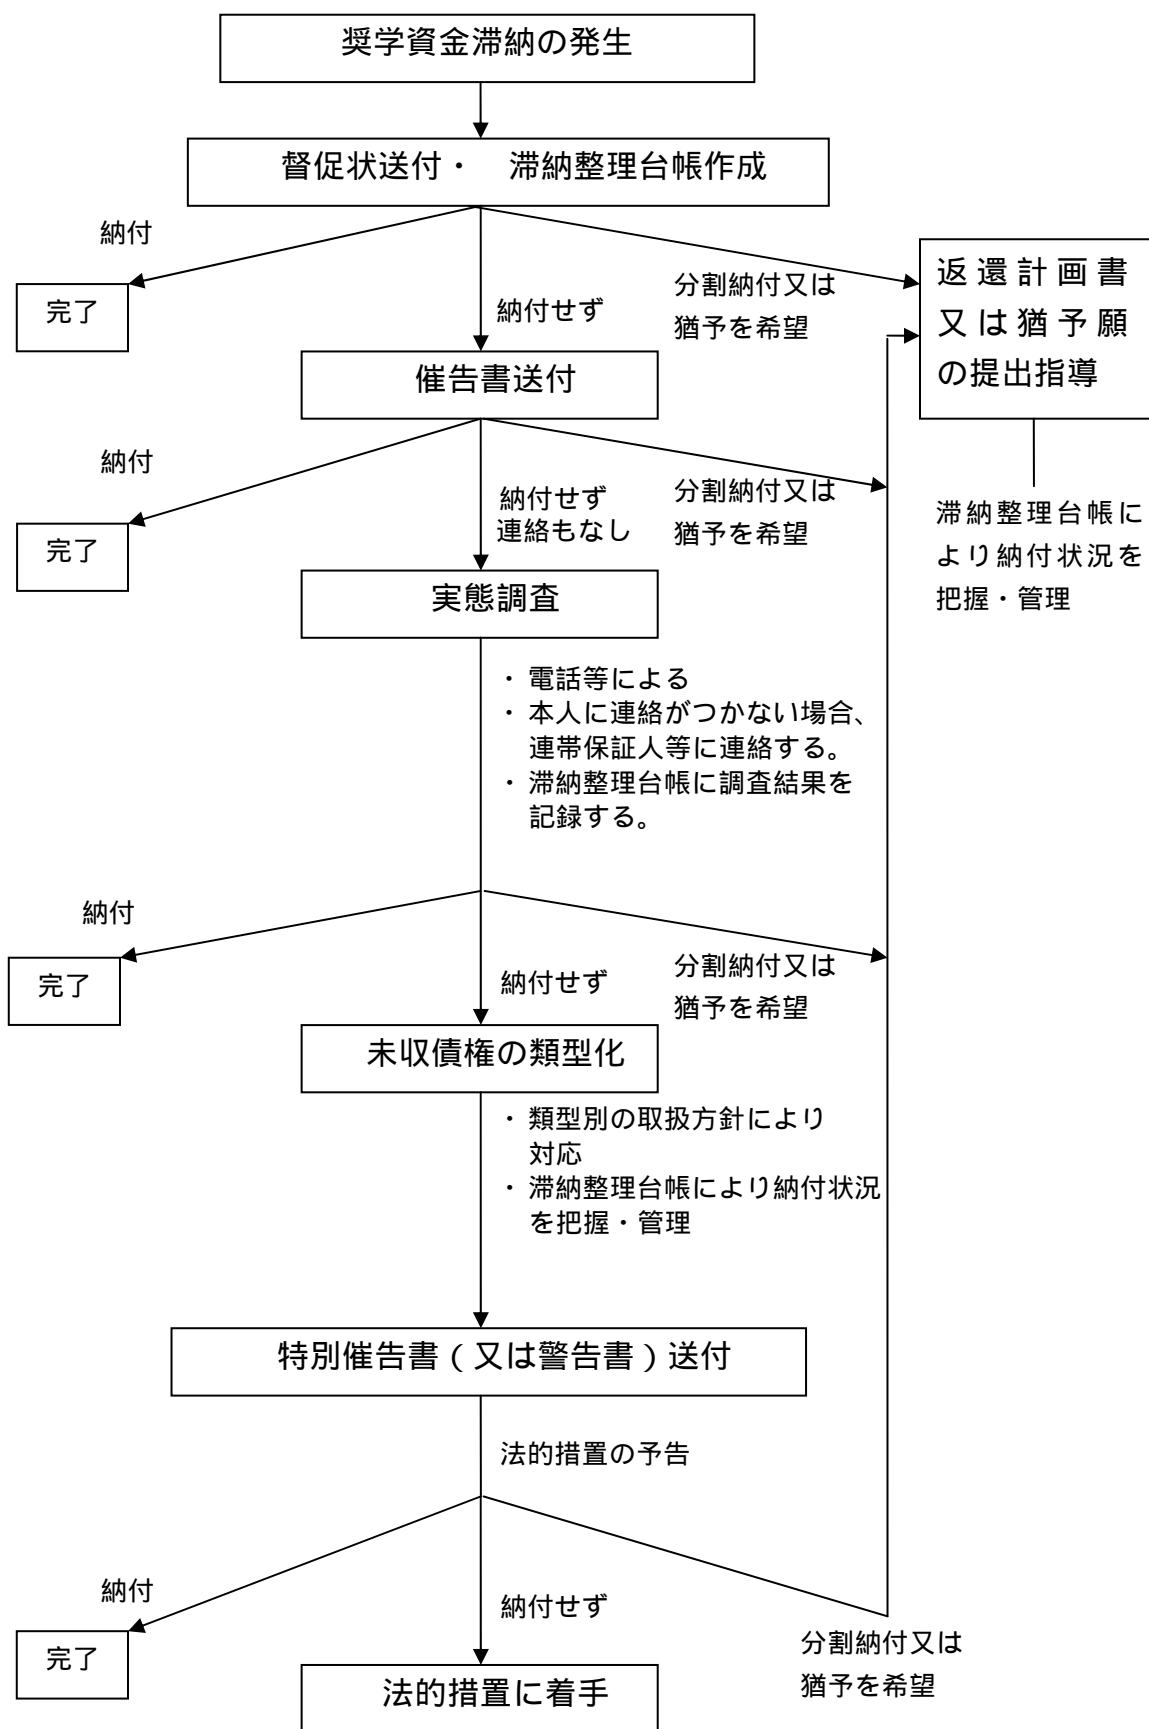 奨学資金滞納の発生
督促状送付・　滞納整理台帳作成
納付
完了
納付せず
分割納付又は
猶予を希望
返還計画書
又は猶予願
の提出指導
催告書送付
納付
完了
納付せず
連絡もなし
分割納付又は
猶予を希望
滞納整理台帳に
より納付状況を
把握・管理
実態調査
・ 電話等による
・ 本人に連絡がつかない場合、
連帯保証人等に連絡する。
・ 滞納整理台帳に調査結果を
記録する。
納付
完了
納付せず
分割納付又は
猶予を希望
未収債権の類型化
・ 類型別の取扱方針により
対応
・ 滞納整理台帳により納付状況
を把握・管理
特別催告書（又は警告書）送付
法的措置の予告
納付
完了
納付せず
分割納付又は
猶予を希望
法的措置に着手